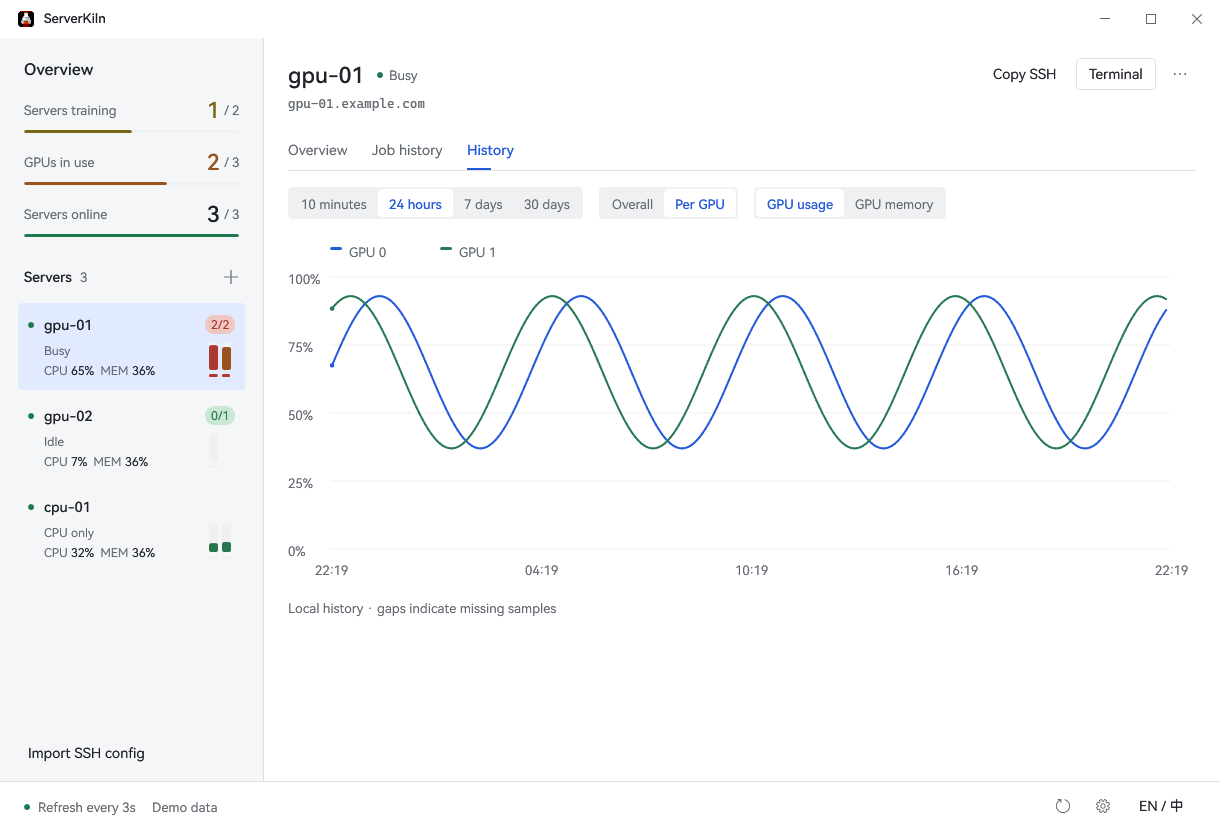 ServerKiln
Overview
Servers training 1 / 2
GPUs in use 2 / 3
Servers online 3 / 3
Servers 3
gpu-01 2/2
Busy
CPU 65% MEM 36%
gpu-02 0/1
Idle
CPU 7% MEM 36%
cpu-01
CPU only
CPU 32% MEM 36%
Import SSH config
gpu-01 Busy
gpu-01.example.com
Copy SSH Terminal ...
Overview Job history History
10 minutes 24 hours 7 days 30 days Overall Per GPU GPU usage GPU memory
GPU 0 GPU 1
100%
75%
50%
25%
0%
22:19 04:19 10:19 16:19 22:19
Local history · gaps indicate missing samples
Refresh every 3s Demo data EN / 中